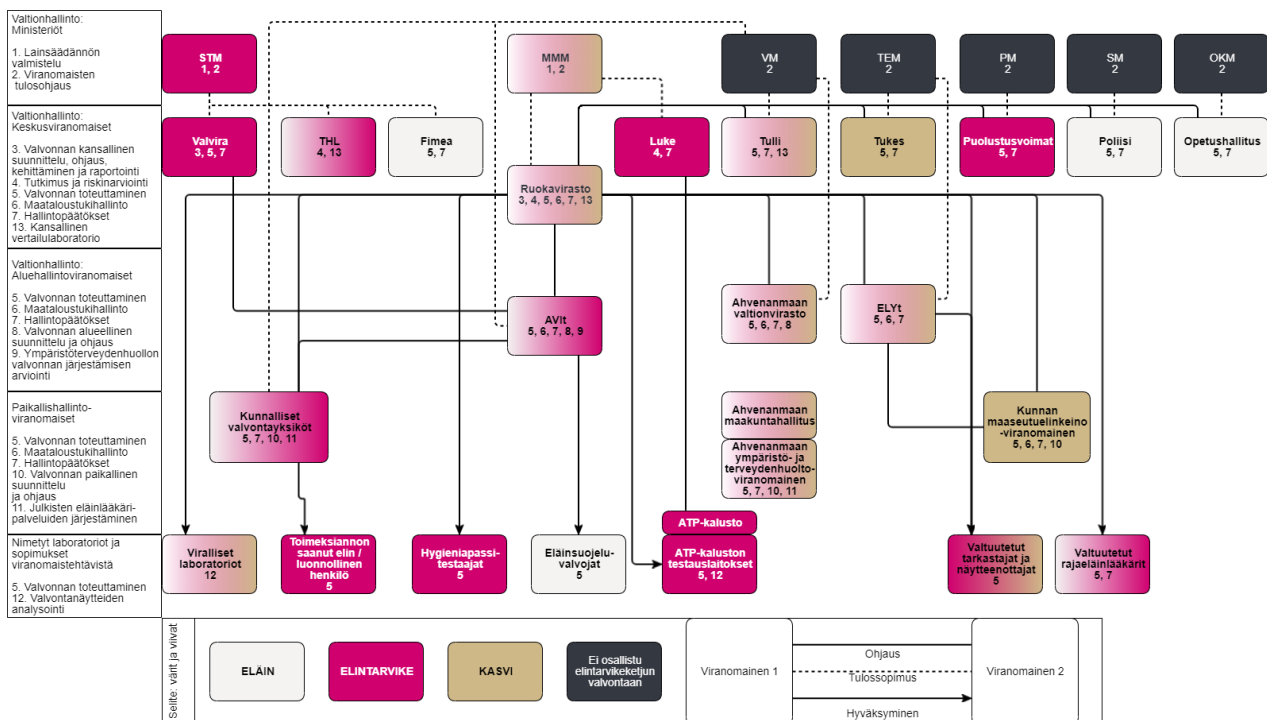 Valtionhallinto:
Ministeriöt
1. Lainsäädännön
valmistelu
2. Viranomaisten
tulosohjaus
STM
1, 2
MMM
1, 2
VM
2
TEM
2
PM
2
SM
2
OKM
2
Valtionhallinto:
Keskusviranomaiset
3. Valvonnan kansallinen
suunnittelu, ohjaus,
kehittäminen ja raportointi
4. Tutkimus ja riskinarviointi
5. Valvonnan toteuttaminen
6. Maataloustukihallinto
7. Hallintopäätökset
13. Kansallinen
vertailulaboratorio
Valvira
3, 5, 7
THL
4, 13
Fimea
5, 7
Luke
4, 7
Tulli
5, 7, 13
Tukes
5, 7
Puolustusvoimat
5, 7
Poliisi
5, 7
Opetushallitus
5, 7
Ruokavirasto
3, 4, 5, 6, 7, 13
Valtionhallinto:
Aluehallintoviranomaiset
5. Valvonnan toteuttaminen
6. Maataloustukihallinto
7. Hallintopäätökset
8. Valvonnan alueellinen
suunnittelu ja ohjaus
9. Ympäristöterveydenhuollon
valvonnan järjestämisen
arviointi
AVIt
5, 6, 7, 8, 9
Ahvenanmaan
valtionvirasto
5, 6, 7, 8
ELYt
5, 6, 7
Paikallishallinto-
viranomaiset
5. Valvonnan toteuttaminen
6. Maataloustukihallinto
7. Hallintopäätökset
10. Valvonnan paikallinen
suunnittelu
ja ohjaus
11. Julkisten eläinlääkäri-
palveluiden järjestäminen
Kunnalliset
valvontayksiköt
5, 7, 10, 11
Ahvenanmaan
maakuntahallitus
Ahvenanmaan
ympäristö- ja
terveydenhuolto-
viranomainen
5, 7, 10, 11
Kunnan
maaseutuelinkeino
-viranomainen
5, 6, 7, 10
Nimetyt laboratoriot ja
sopimukset
viranomaistehtävistä
5. Valvonnan toteuttaminen
12. Valvontanäytteiden
analysointi
Viralliset
laboratoriot
12
Toimeksiannon
saanut elin /
luonnollinen
henkilö
5
Hygieniapassi-
testaajat
5
Eläinsuojelu-
valvojat
5
ATP-kalusto
ATP-kaluston
testauslaitokset
5, 12
Valtuutetut
tarkastajat ja
näytteenottajat
5
Valtuutetut
rajaeläinlääkärit
5, 7
Selite: värit ja viivat
ELÄIN
ELINTARVIKE
KASVI
Ei osallistu
elintarvikeketjun
valvontaan
Viranomainen 1
Ohjaus
Tulossopimus
Hyväksyminen
Viranomainen 2